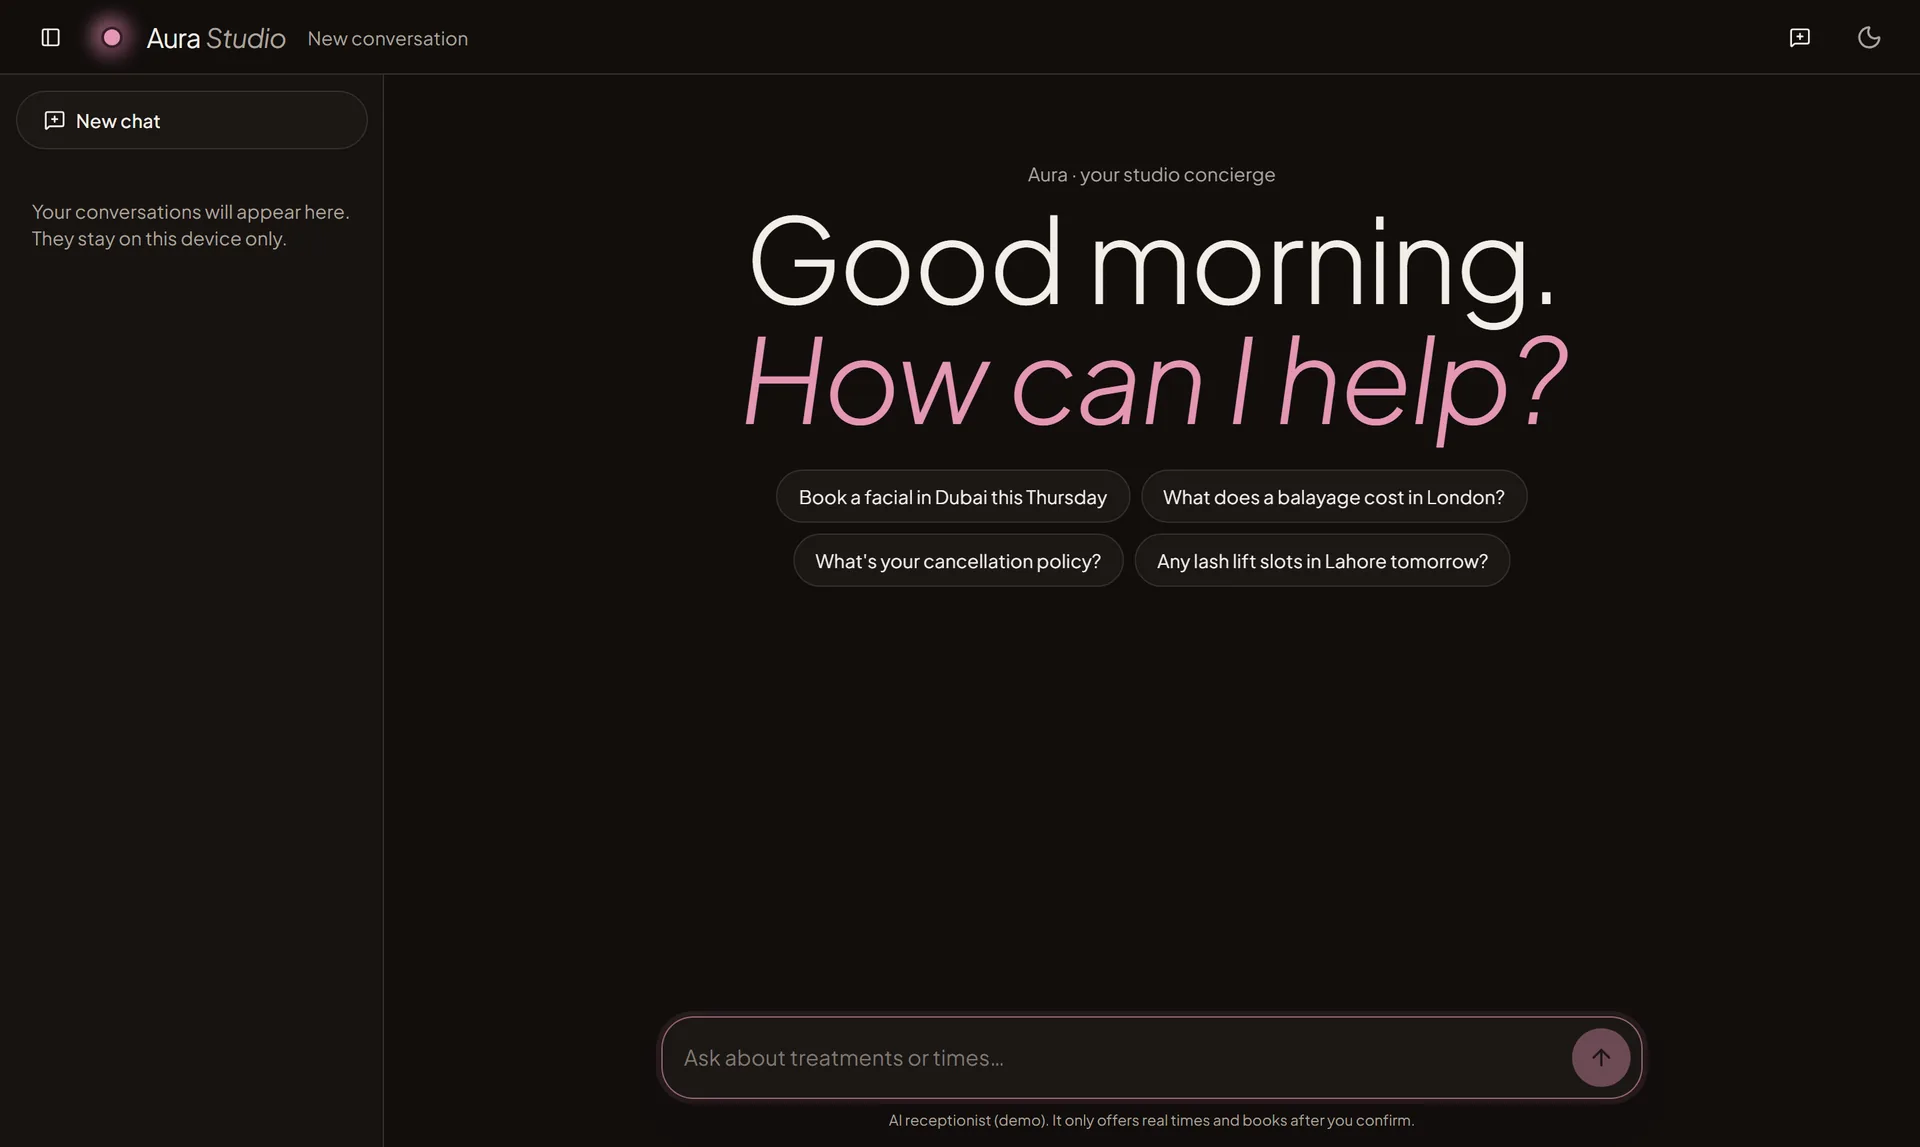 Aura Studio New conversation
New chat
Your conversations will appear here.
They stay on this device only.
Aura · your studio concierge
Good morning.
How can I help?
Book a facial in Dubai this Thursday
What does a balayage cost in London?
What's your cancellation policy?
Any lash lift slots in Lahore tomorrow?
Ask about treatments or times…
AI receptionist (demo). It only offers real times and books after you confirm.